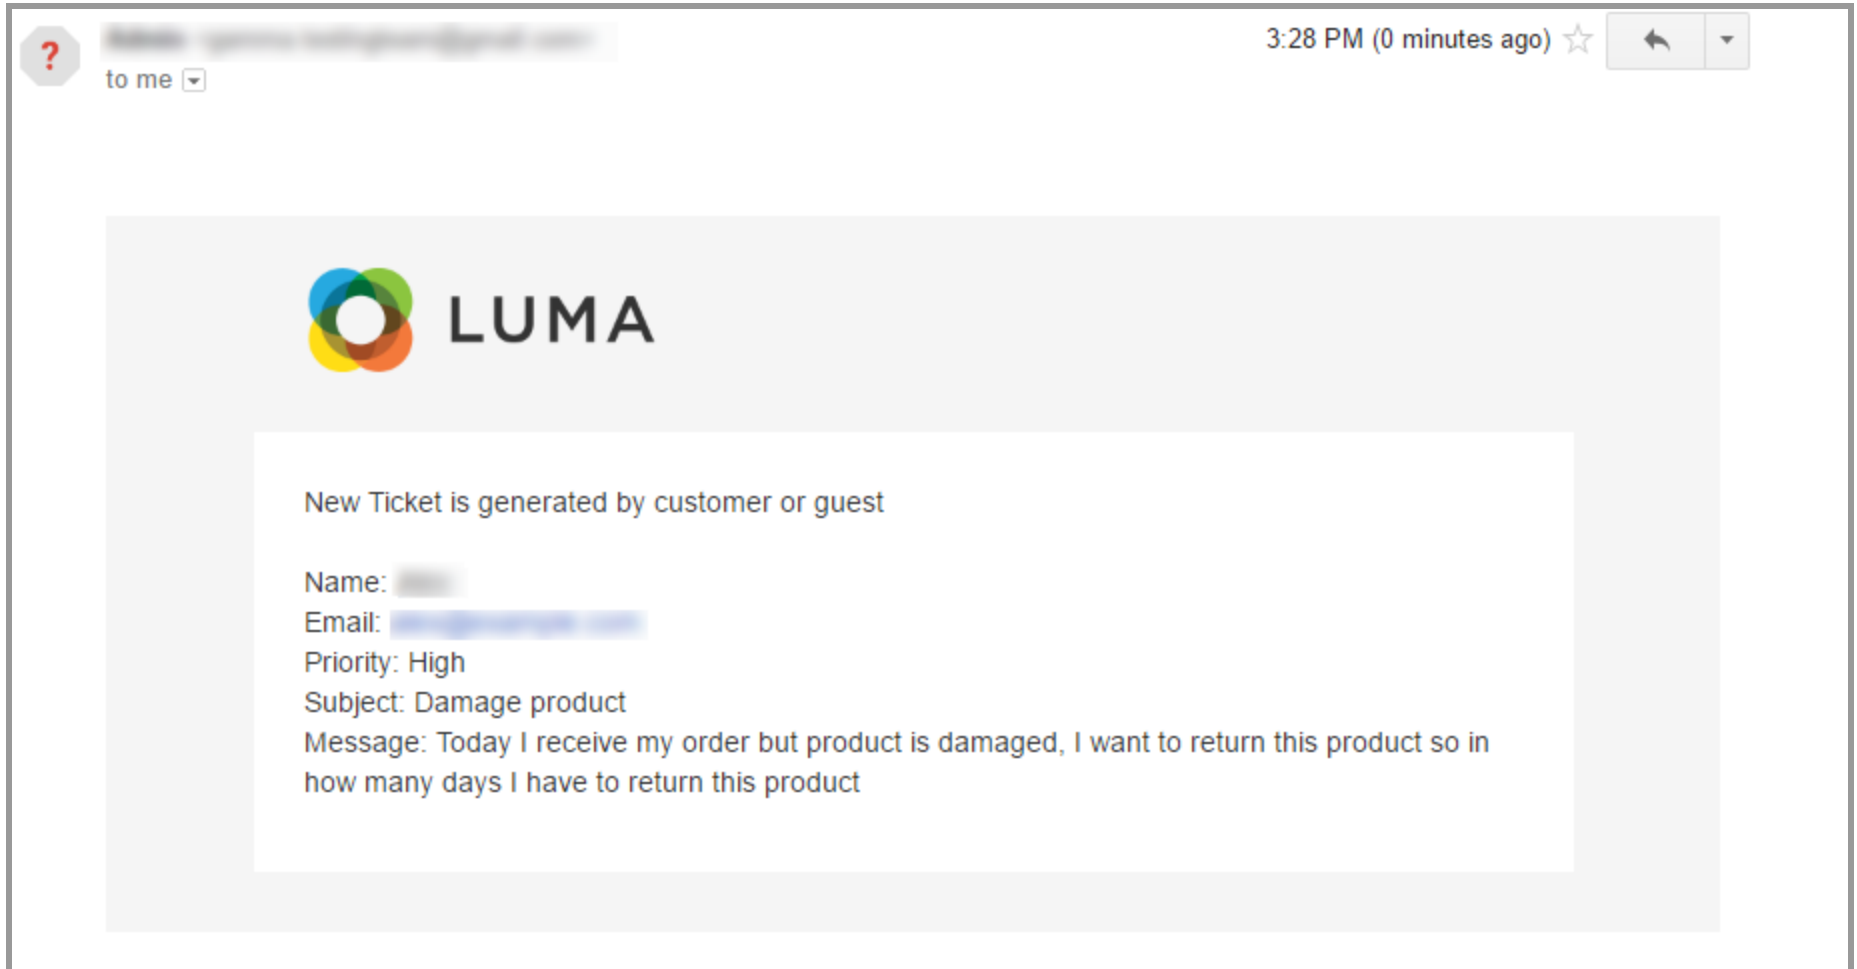 ?
3:28 PM (0 minutes ago)
to me
LUMA
New Ticket is generated by customer or guest
Name:
Email:
Priority: High
Subject: Damage product
Message: Today I receive my order but product is damaged, I want to return this product so in
how many days I have to return this product